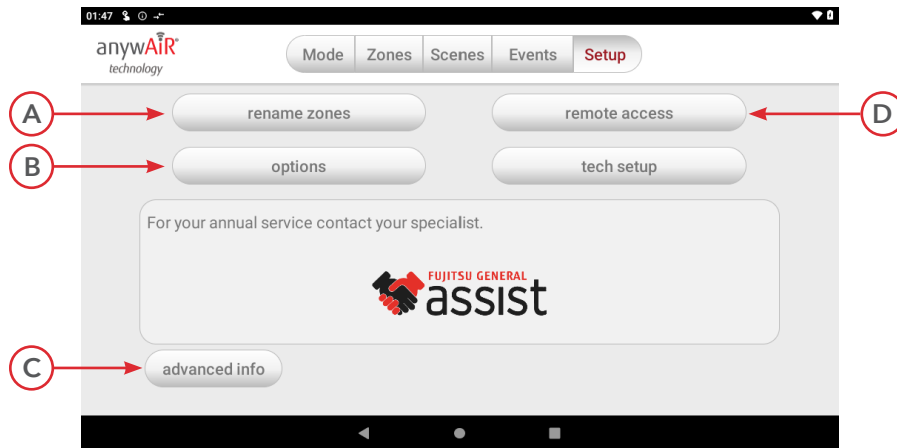 01:47
anywAiR®
technology
Mode Zones Scenes Events Setup
A rename zones remote access D
B options tech setup
For your annual service contact your specialist.
FUJITSU GENERAL
assist
C advanced info